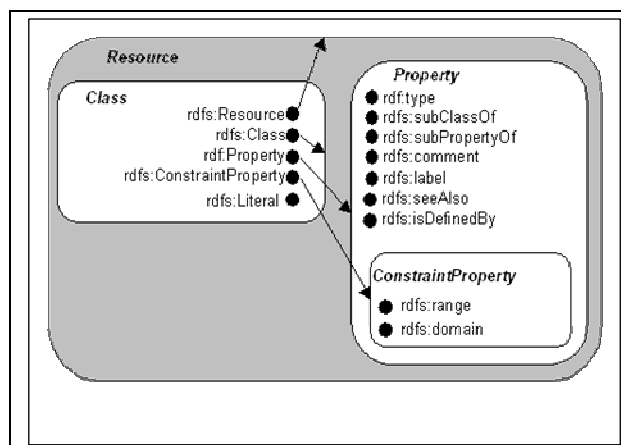 Resource
Class
rdfs:Resource
rdfs:Class
rdf:Property
rdfs:ConstraintProperty
rdfs:Literal
Property
rdf:type
rdfs:subClassOf
rdfs:subPropertyOf
rdfs:comment
rdfs:label
rdfs:seeAlso
rdfs:isDefinedBy
ConstraintProperty
rdfs:range
rdfs:domain